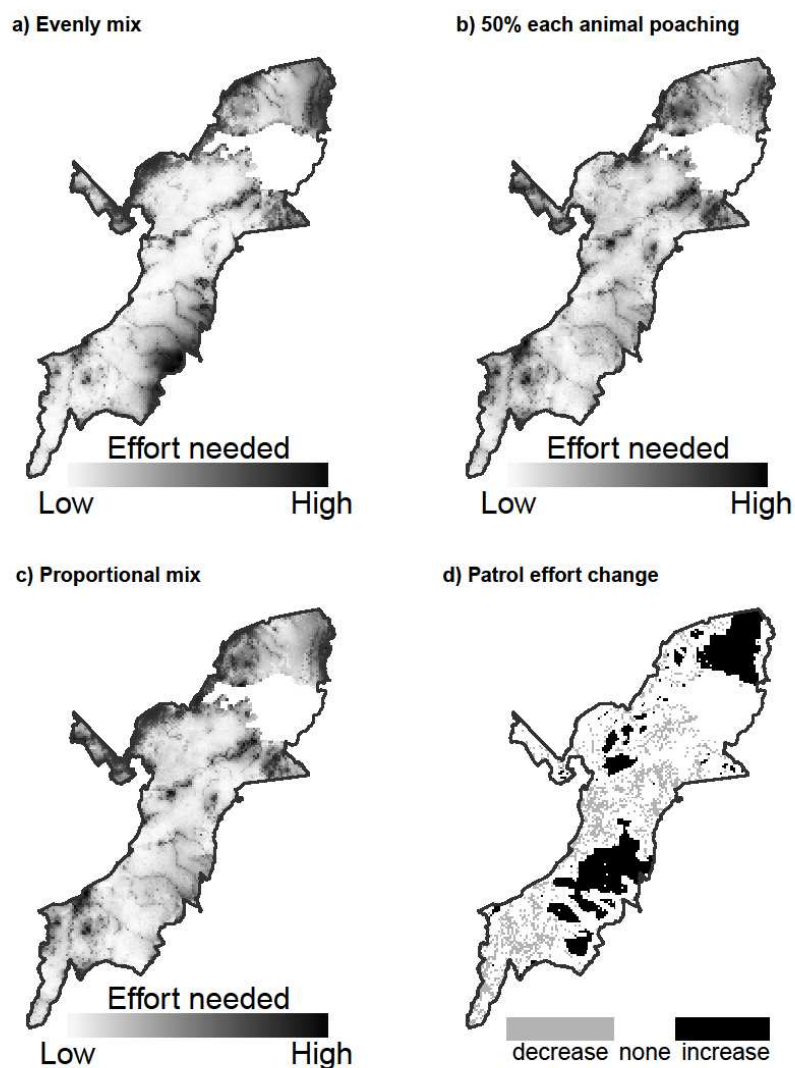 a) Evenly mix
b) 50% each animal poaching
Effort needed
Low High
Effort needed
Low High
c) Proportional mix
d) Patrol effort change
Effort needed
Low High
decrease none increase